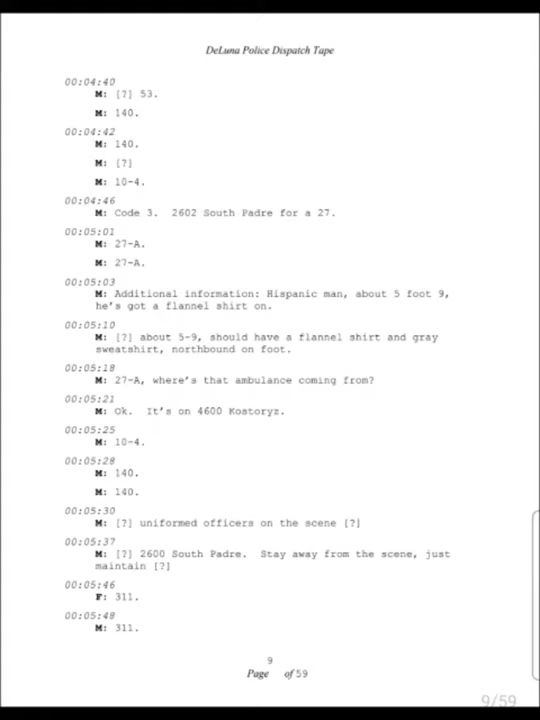 DeLuna Police Dispatch Tape
00:04:40
M: [?] 53.
M: 140.
00:04:42
M: 140.
M: [?]
M: 10-4.
00:04:46
M: Code 3.  2602 South Padre for a 27.
00:05:01
M: 27-A.
M: 27-A.
00:05:03
M: Additional information: Hispanic man, about 5 foot 9,
he's got a flannel shirt on.
00:05:10
M: [?] about 5-9, should have a flannel shirt and gray
sweatshirt, northbound on foot.
00:05:18
M: 27-A, where's that ambulance coming from?
00:05:21
M: Ok.  It's on 4600 Kostoryz.
00:05:25
M: 10-4.
00:05:28
M: 140.
M: 140.
00:05:30
M: [?] uniformed officers on the scene [?]
00:05:37
M: [?] 2600 South Padre.  Stay away from the scene, just
maintain [?]
00:05:46
F: 311.
00:05:48
M: 311.
9
Page of 59
9/59